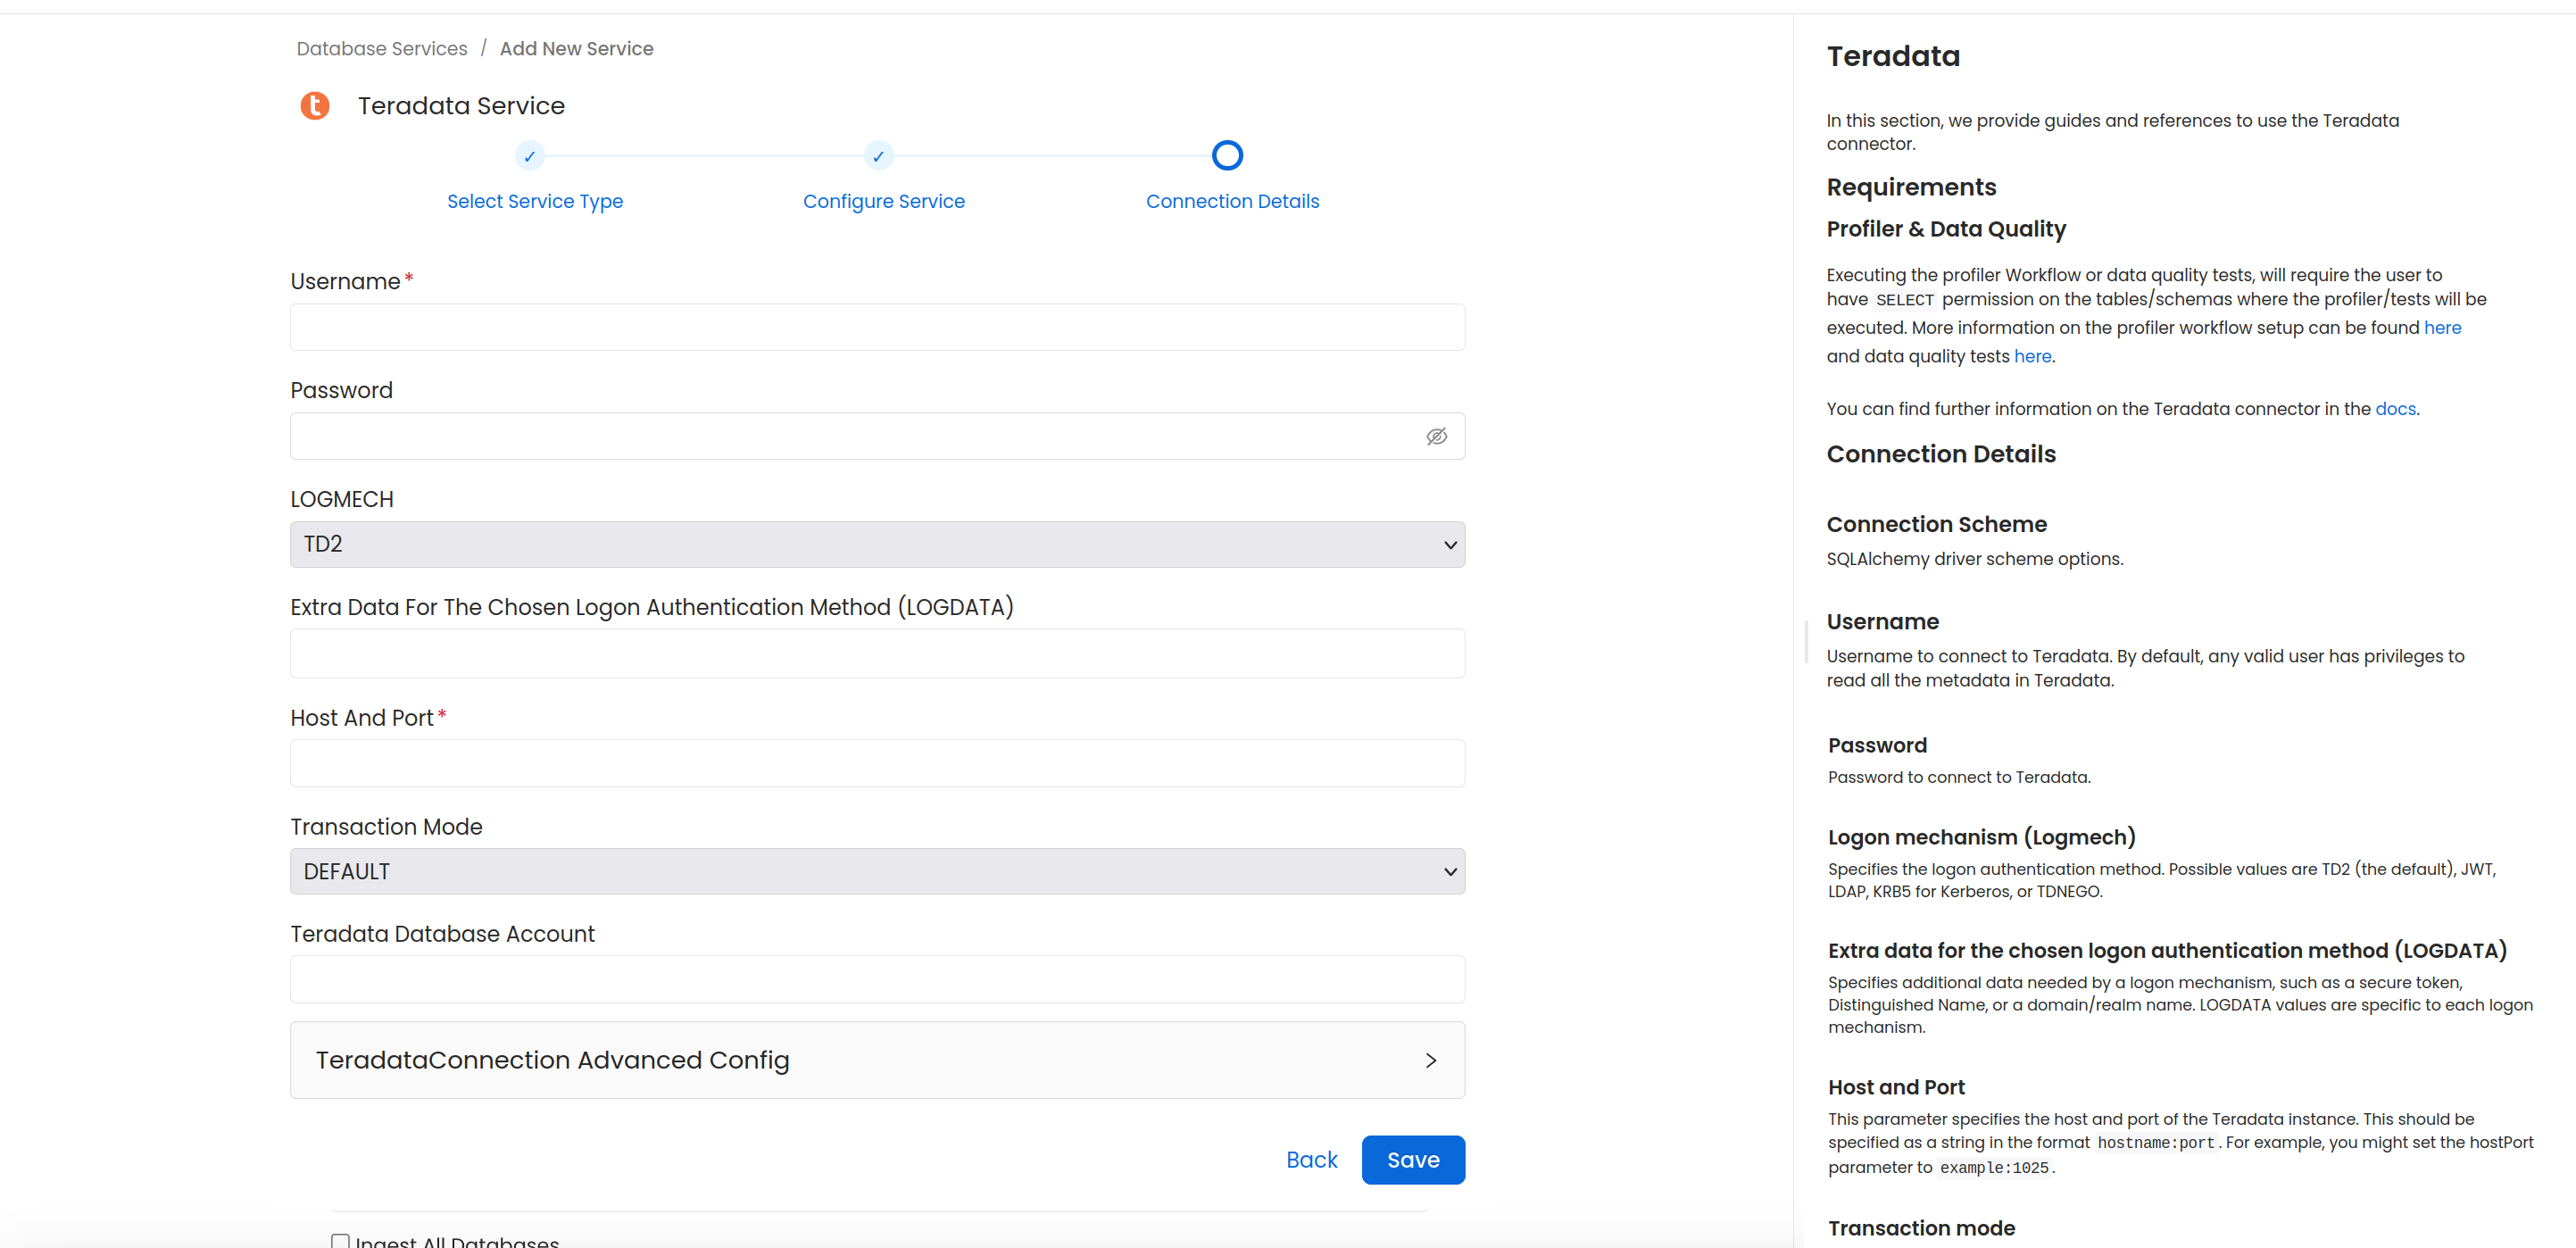 Database Services / Add New Service
Teradata Service
✓ ✓
Select Service Type Configure Service Connection Details
Username*
Password
LOGMECH
TD2
Extra Data For The Chosen Logon Authentication Method (LOGDATA)
Host And Port*
Transaction Mode
DEFAULT
Teradata Database Account
TeradataConnection Advanced Config
Back Save
Ingest All Databases
Teradata
In this section, we provide guides and references to use the Teradata
connector.
Requirements
Profiler & Data Quality
Executing the profiler Workflow or data quality tests, will require the user to
have SELECT permission on the tables/schemas where the profiler/tests will be
executed. More information on the profiler workflow setup can be found here
and data quality tests here.
You can find further information on the Teradata connector in the docs.
Connection Details
Connection Scheme
SQLAlchemy driver scheme options.
Username
Username to connect to Teradata. By default, any valid user has privileges to
read all the metadata in Teradata.
Password
Password to connect to Teradata.
Logon mechanism (Logmech)
Specifies the logon authentication method. Possible values are TD2 (the default), JWT,
LDAP, KRB5 for Kerberos, or TDNEGO.
Extra data for the chosen logon authentication method (LOGDATA)
Specifies additional data needed by a logon mechanism, such as a secure token,
Distinguished Name, or a domain/realm name. LOGDATA values are specific to each logon
mechanism.
Host and Port
This parameter specifies the host and port of the Teradata instance. This should be
specified as a string in the format hostname:port. For example, you might set the hostPort
parameter to example:1025.
Transaction mode